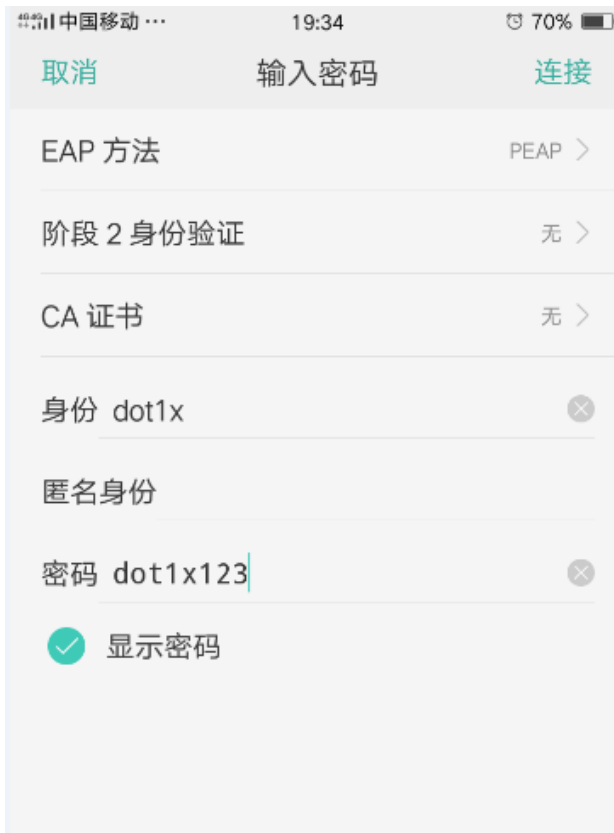 中国移动 ··· 19:34 70%
取消 输入密码 连接
EAP 方法 PEAP
阶段 2 身份验证 无
CA 证书 无
身份 dot1x
匿名身份
密码 dot1x123
显示密码